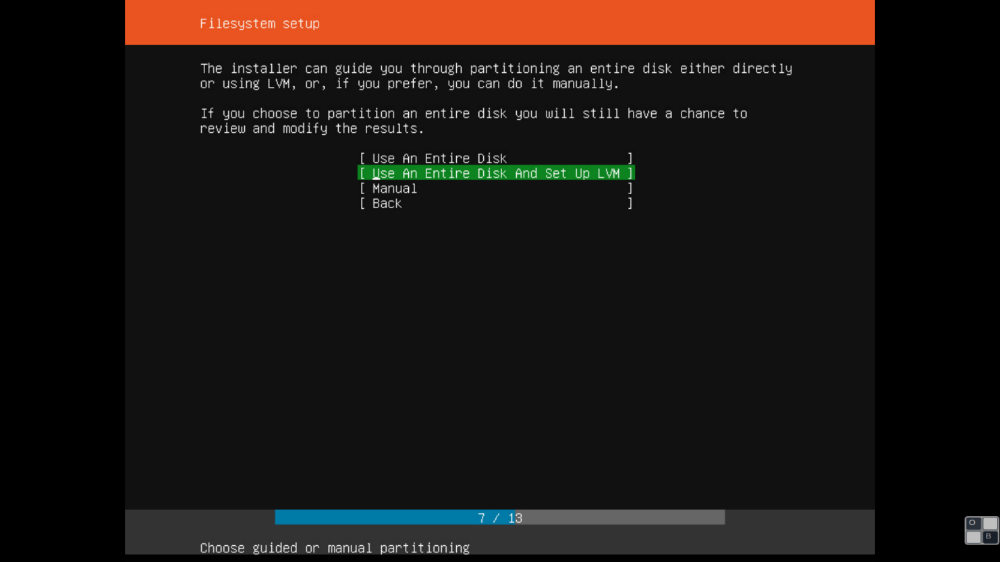 Filesystem setup
The installer can guide you through partitioning an entire disk either directly
or using LVM, or, if you prefer, you can do it manually.
If you choose to partition an entire disk you will still have a chance to
review and modify the results.
[ Use An Entire Disk ]
[ Use An Entire Disk And Set Up LVM ]
[ Manual ]
[ Back ]
7 / 13
Choose guided or manual partitioning
O
B